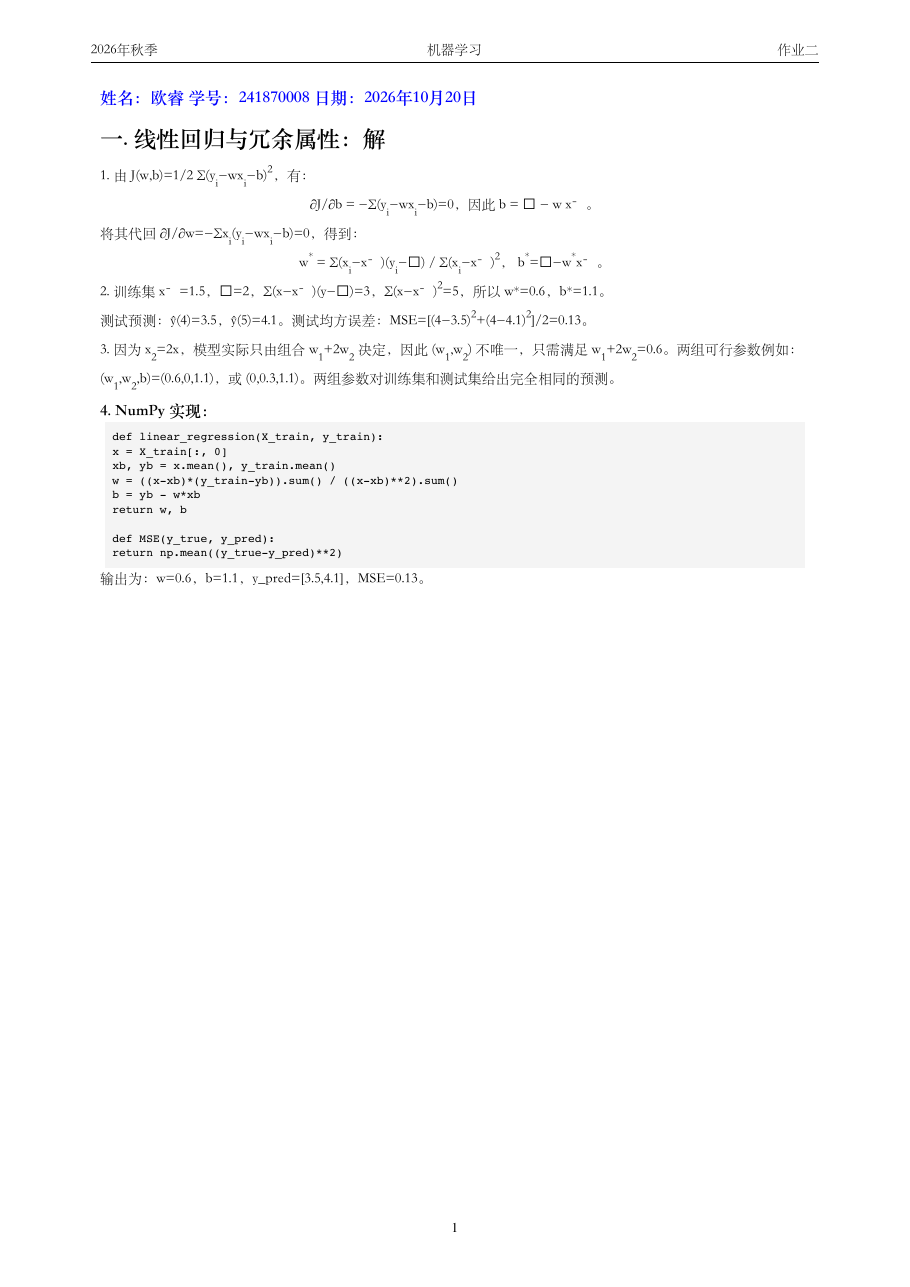 2026年秋季 机器学习 作业二
姓名：欧睿 学号：241870008 日期：2026年10月20日
一. 线性回归与冗余属性：解
1. 由 J(w,b)=1/2 Σ(yᵢ−wxᵢ−b)²，有：
∂J/∂b = −Σ(yᵢ−wxᵢ−b)=0，因此 b = □ − w x⁻ 。
将其代回 ∂J/∂w=−Σxᵢ(yᵢ−wxᵢ−b)=0，得到：
w* = Σ(xᵢ−x⁻ )(yᵢ−□) / Σ(xᵢ−x⁻ )²， b*=□−w*x⁻ 。
2. 训练集 x⁻ =1.5，□=2，Σ(x−x⁻ )(y−□)=3，Σ(x−x⁻ )²=5，所以 w*=0.6，b*=1.1。
测试预测：ŷ(4)=3.5，ŷ(5)=4.1。测试均方误差：MSE=[(4−3.5)²+(4−4.1)²]/2=0.13。
3. 因为 x₂=2x，模型实际只由组合 w₁+2w₂ 决定，因此 (w₁,w₂) 不唯一，只需满足 w₁+2w₂=0.6。两组可行参数例如：
(w₁,w₂,b)=(0.6,0,1.1)，或 (0,0.3,1.1)。两组参数对训练集和测试集给出完全相同的预测。
4. NumPy 实现：
def linear_regression(X_train, y_train):
x = X_train[:, 0]
xb, yb = x.mean(), y_train.mean()
w = ((x-xb)*(y_train-yb)).sum() / ((x-xb)**2).sum()
b = yb - w*xb
return w, b
def MSE(y_true, y_pred):
return np.mean((y_true-y_pred)**2)
输出为：w=0.6，b=1.1，y_pred=[3.5,4.1]，MSE=0.13。
1